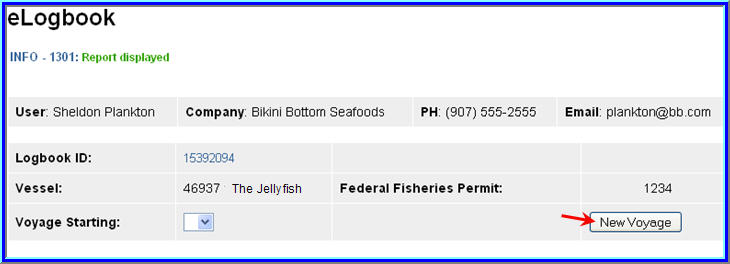 eLogbook
INFO - 1301: Report displayed
User: Sheldon Plankton Company: Bikini Bottom Seafoods PH: (907) 555-2555 Email: plankton@bb.com
Logbook ID: 15392094
Vessel: 46937 The Jellyfish Federal Fisheries Permit: 1234
Voyage Starting: New Voyage